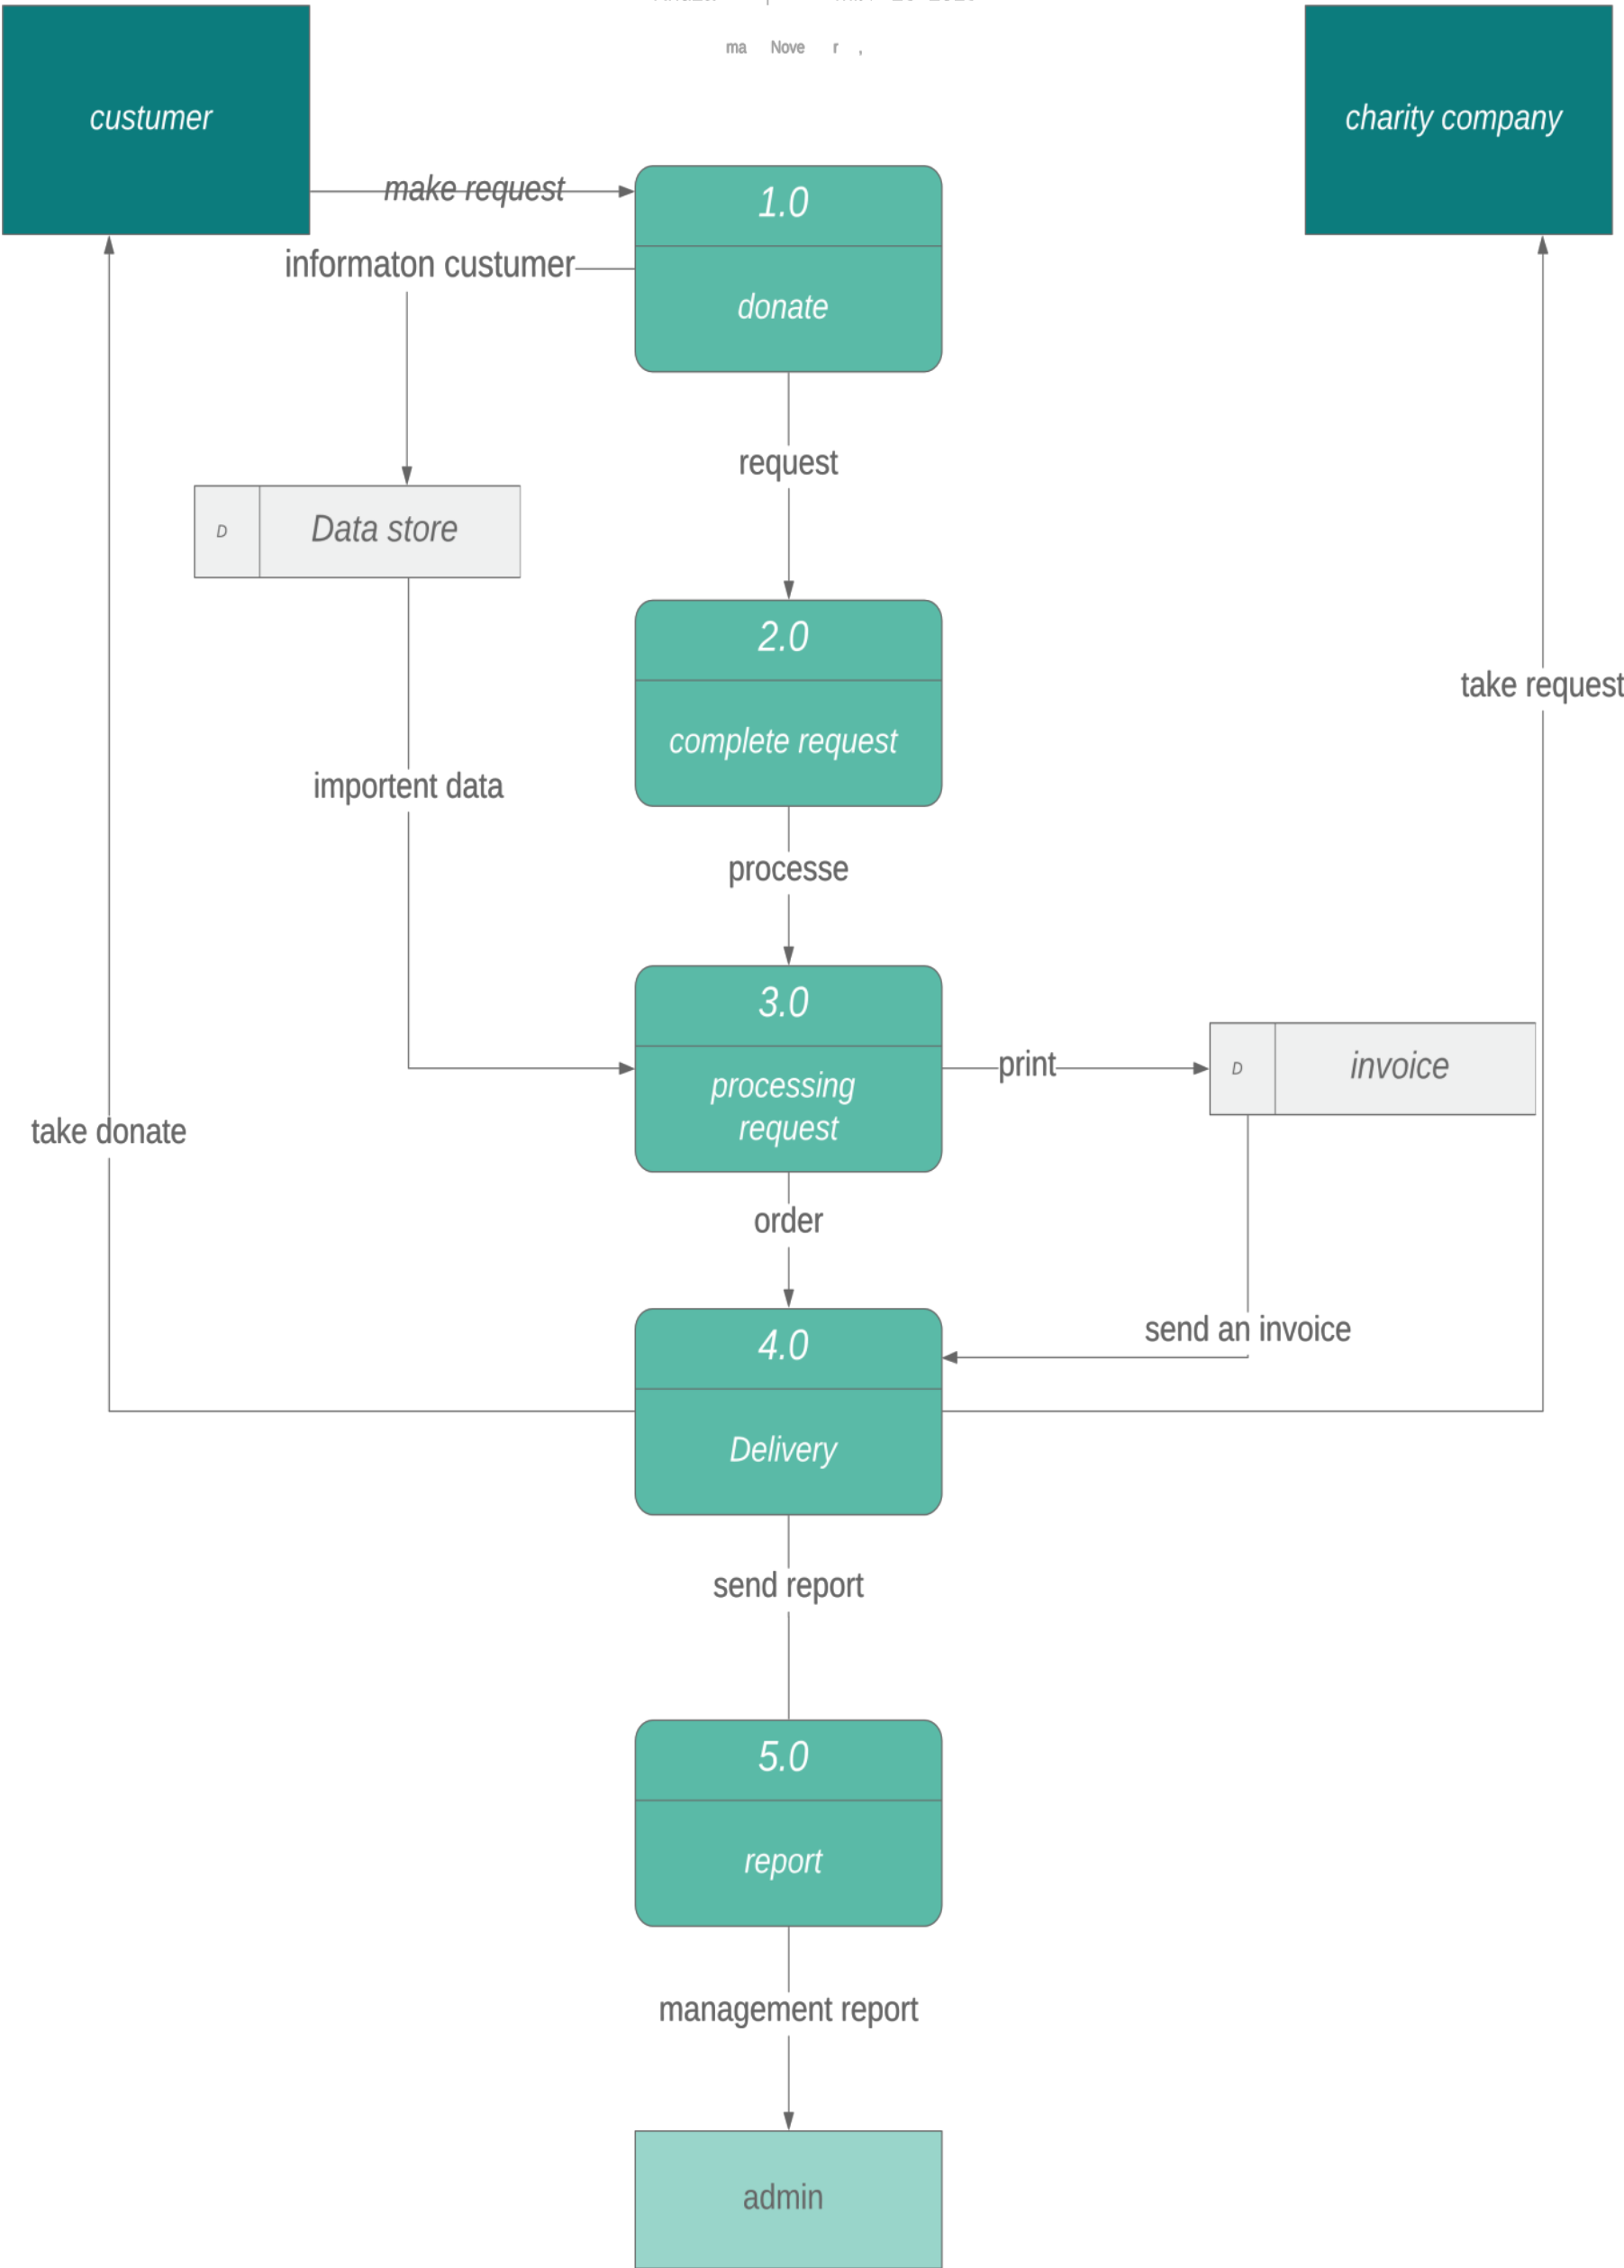 ma Nove r ,
custumer
charity company
make request
1.0
informaton custumer
donate
request
D
Data store
2.0
complete request
take request
importent data
processe
3.0
processing
request
print
D
invoice
take donate
order
send an invoice
4.0
Delivery
send report
5.0
report
management report
admin